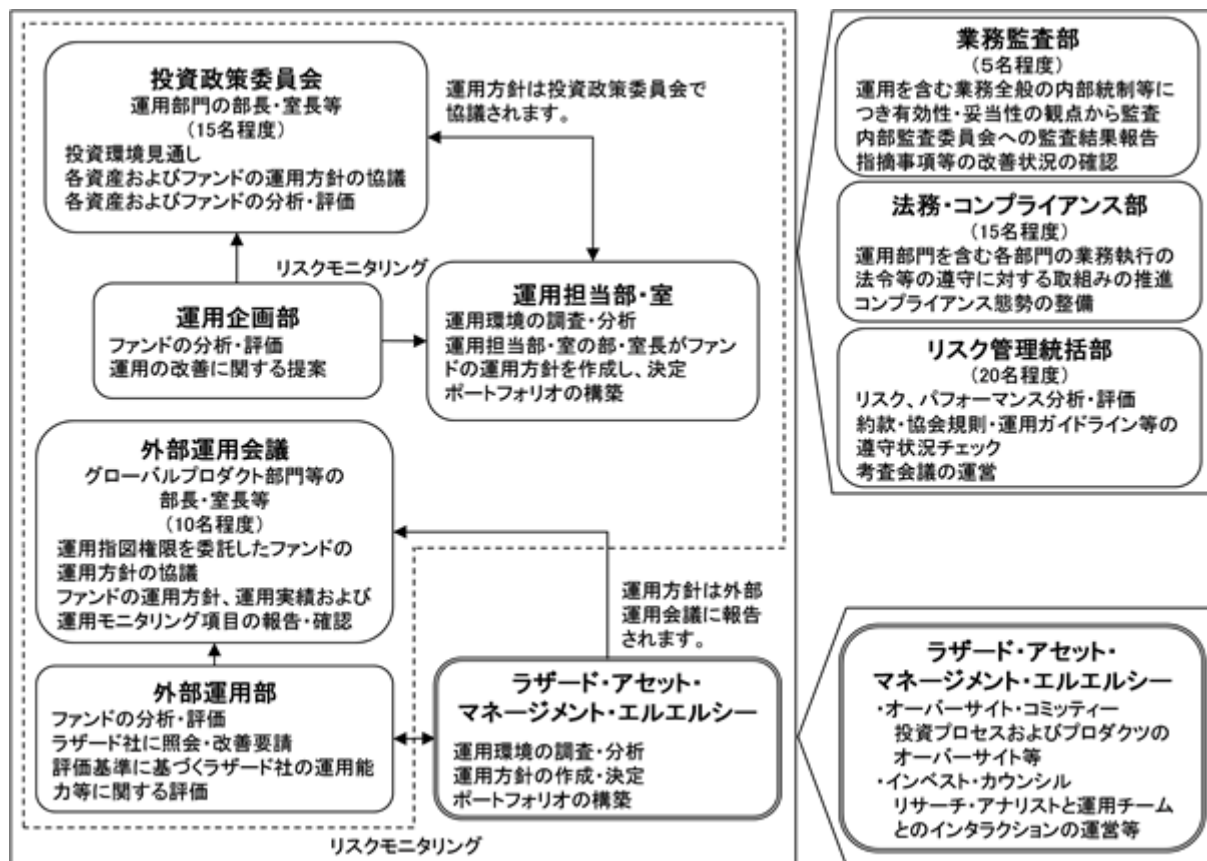 投資政策委員会
運用部門の部長・室長等
(15名程度)
投資環境見通し
各資産およびファンドの運用方針の協議
各資産およびファンドの分析・評価
運用方針は投資政策委員会で
協議されます。
リスクモニタリング
運用企画部
ファンドの分析・評価
運用の改善に関する提案
運用担当部・室
運用環境の調査・分析
運用担当部・室の部・室長がファン
ドの運用方針を作成し、決定
ポートフォリオの構築
外部運用会議
グローバルプロダクト部門等の
部長・室長等
(10名程度)
運用指図権限を委託したファンドの
運用方針の協議
ファンドの運用方針、運用実績および
運用モニタリング項目の報告・確認
運用方針は外部
運用会議に報告
されます。
外部運用部
ファンドの分析・評価
ラザード社に照会・改善要請
評価基準に基づくラザード社の運用能
力等に関する評価
ラザード・アセット・
マネージメント・エルエルシー
運用環境の調査・分析
運用方針の作成・決定
ポートフォリオの構築
リスクモニタリング
業務監査部
(5名程度)
運用を含む業務全般の内部統制等に
つき有効性・妥当性の観点から監査
内部監査委員会への監査結果報告
指摘事項等の改善状況の確認
法務・コンプライアンス部
(15名程度)
運用部門を含む各部門の業務執行の
法令等の遵守に対する取組みの推進
コンプライアンス態勢の整備
リスク管理統括部
(20名程度)
リスク、パフォーマンス分析・評価
約款・協会規則・運用ガイドライン等の
遵守状況チェック
考査会議の運営
ラザード・アセット・
マネージメント・エルエルシー
・オーバーサイト・コミッティー
投資プロセスおよびプロダクツの
オーバーサイト等
・インベスト・カウンシル
リサーチ・アナリストと運用チーム
とのインタラクションの運営等